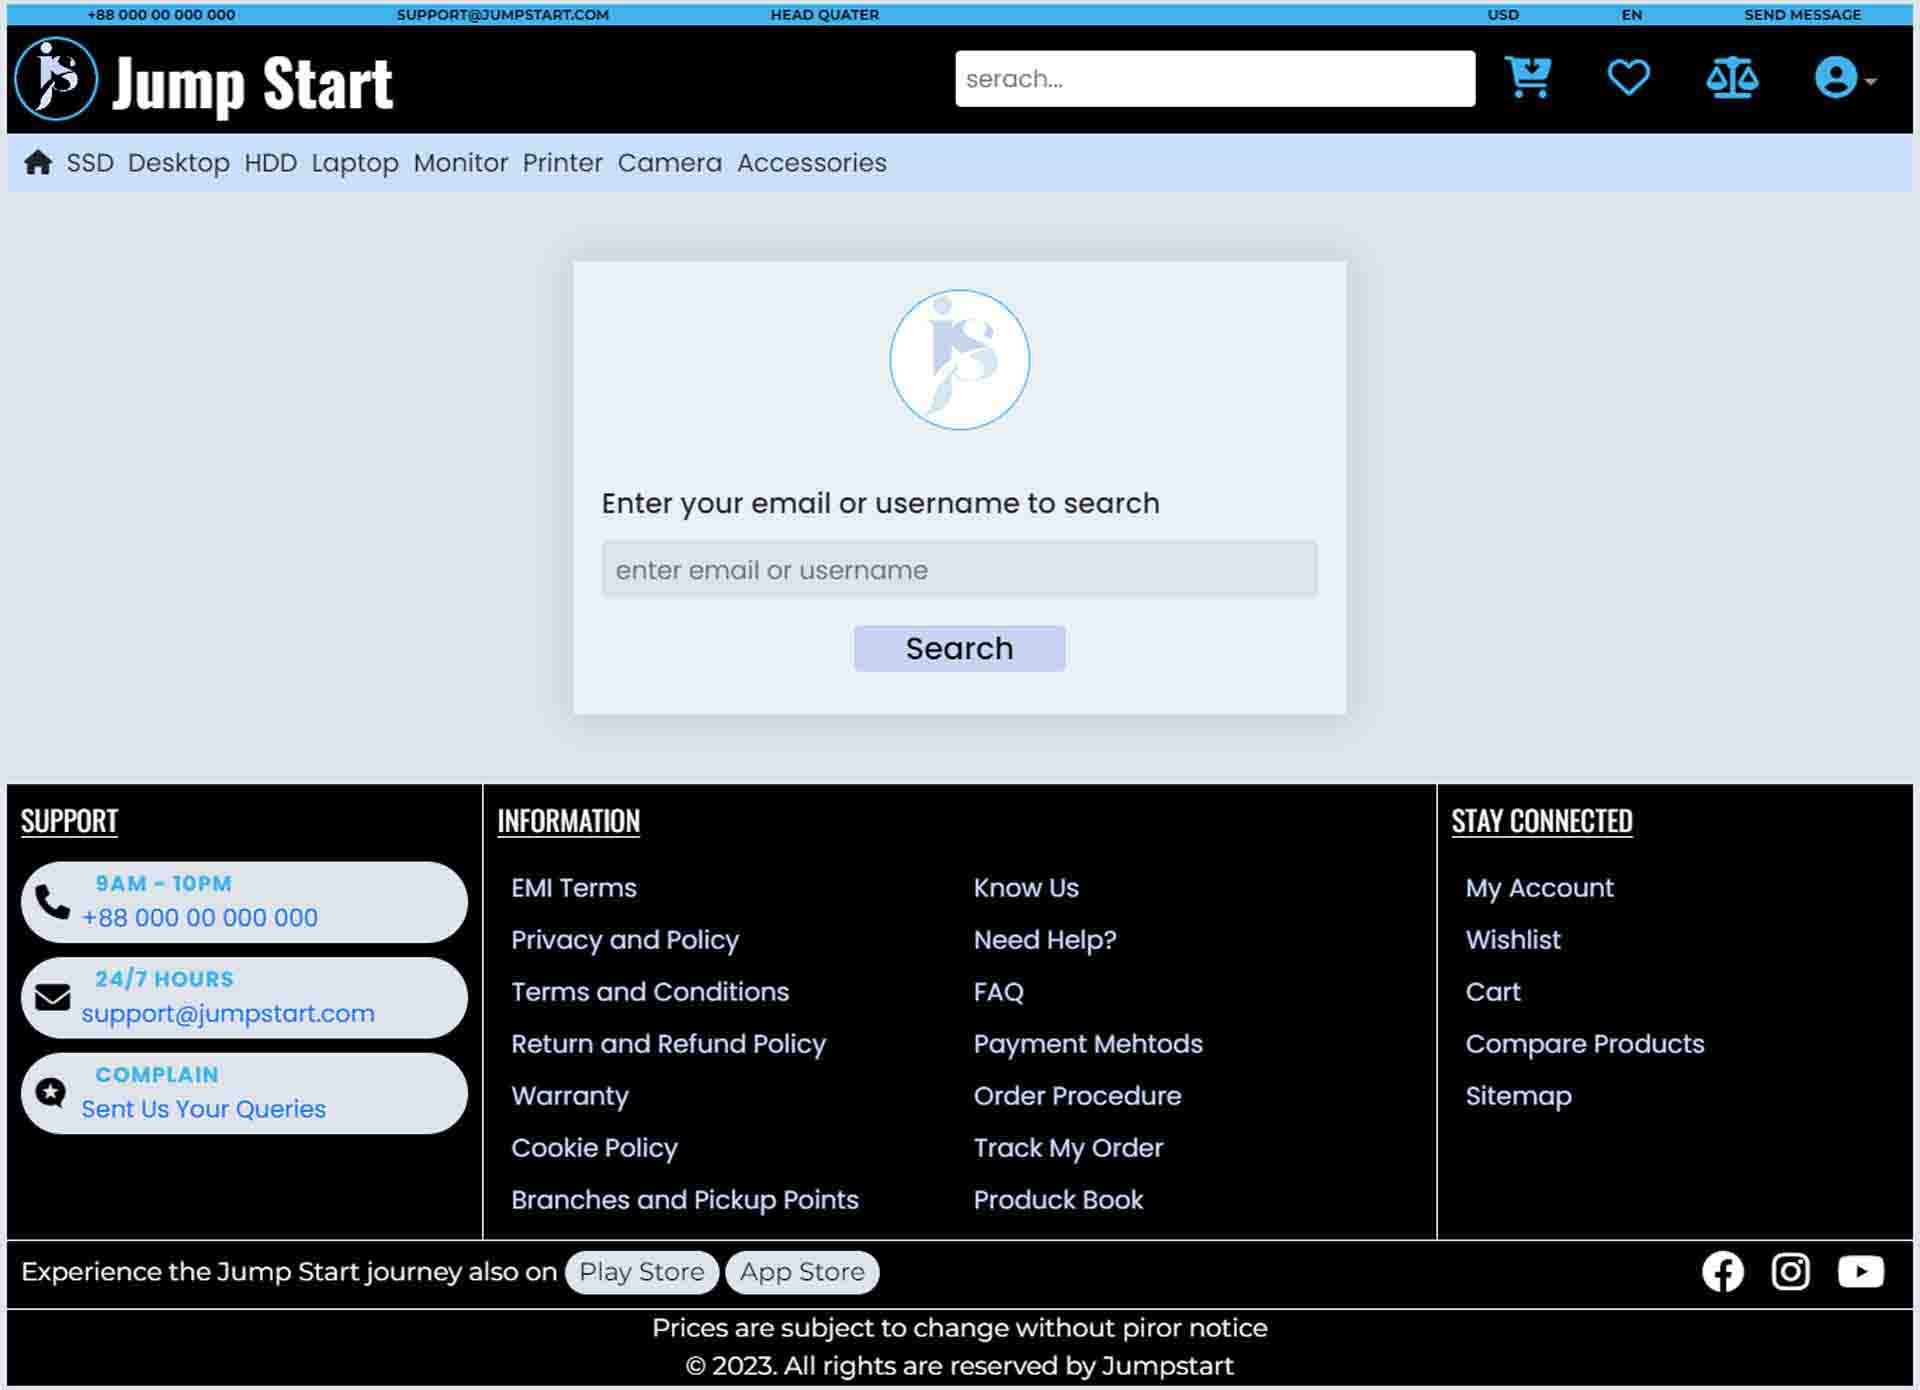 +88 000 00 000 000 SUPPORT@JUMPSTART.COM HEAD QUATER USD EN SEND MESSAGE
js Jump Start serach...
SSD Desktop HDD Laptop Monitor Printer Camera Accessories
js
Enter your email or username to search
enter email or username
Search
SUPPORT
9AM - 10PM
+88 000 00 000 000
24/7 HOURS
support@jumpstart.com
COMPLAIN
Sent Us Your Queries
INFORMATION
EMI Terms
Privacy and Policy
Terms and Conditions
Return and Refund Policy
Warranty
Cookie Policy
Branches and Pickup Points
Know Us
Need Help?
FAQ
Payment Mehtods
Order Procedure
Track My Order
Produck Book
STAY CONNECTED
My Account
Wishlist
Cart
Compare Products
Sitemap
Experience the Jump Start journey also on Play Store App Store
Prices are subject to change without piror notice
© 2023. All rights are reserved by Jumpstart